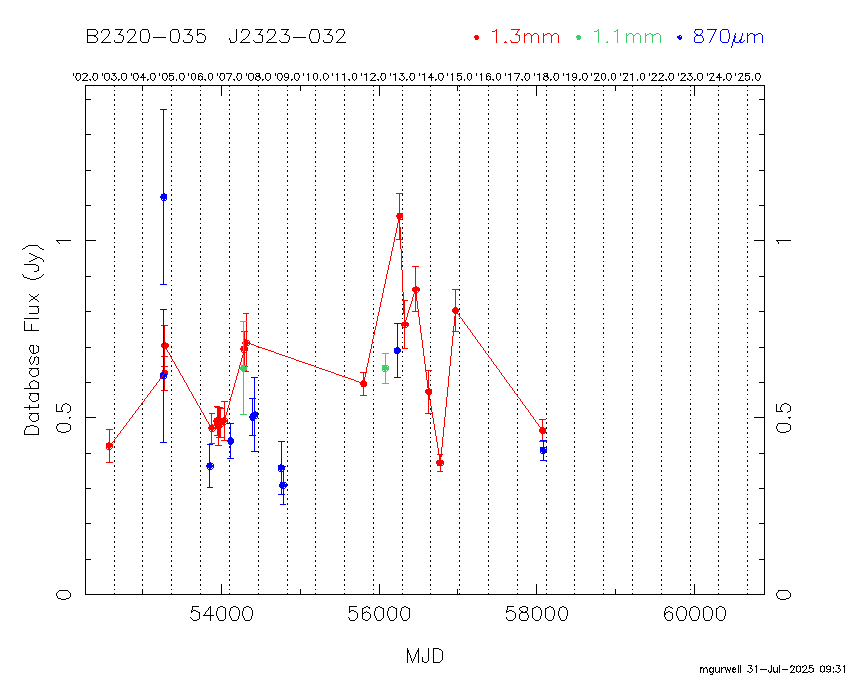 B2320-035 J2323-032 1.3mm 1.1mm 870μm
'02.0 '03.0 '04.0 '05.0 '06.0 '07.0 '08.0 '09.0 '10.0 '11.0 '12.0 '13.0 '14.0 '15.0 '16.0 '17.0 '18.0 '19.0 '20.0 '21.0 '22.0 '23.0 '24.0 '25.0
Database Flux (Jy)
1 1
0.5 0.5
0 0
54000 56000 58000 60000
MJD
mgurwell 31-Jul-2025 09:31